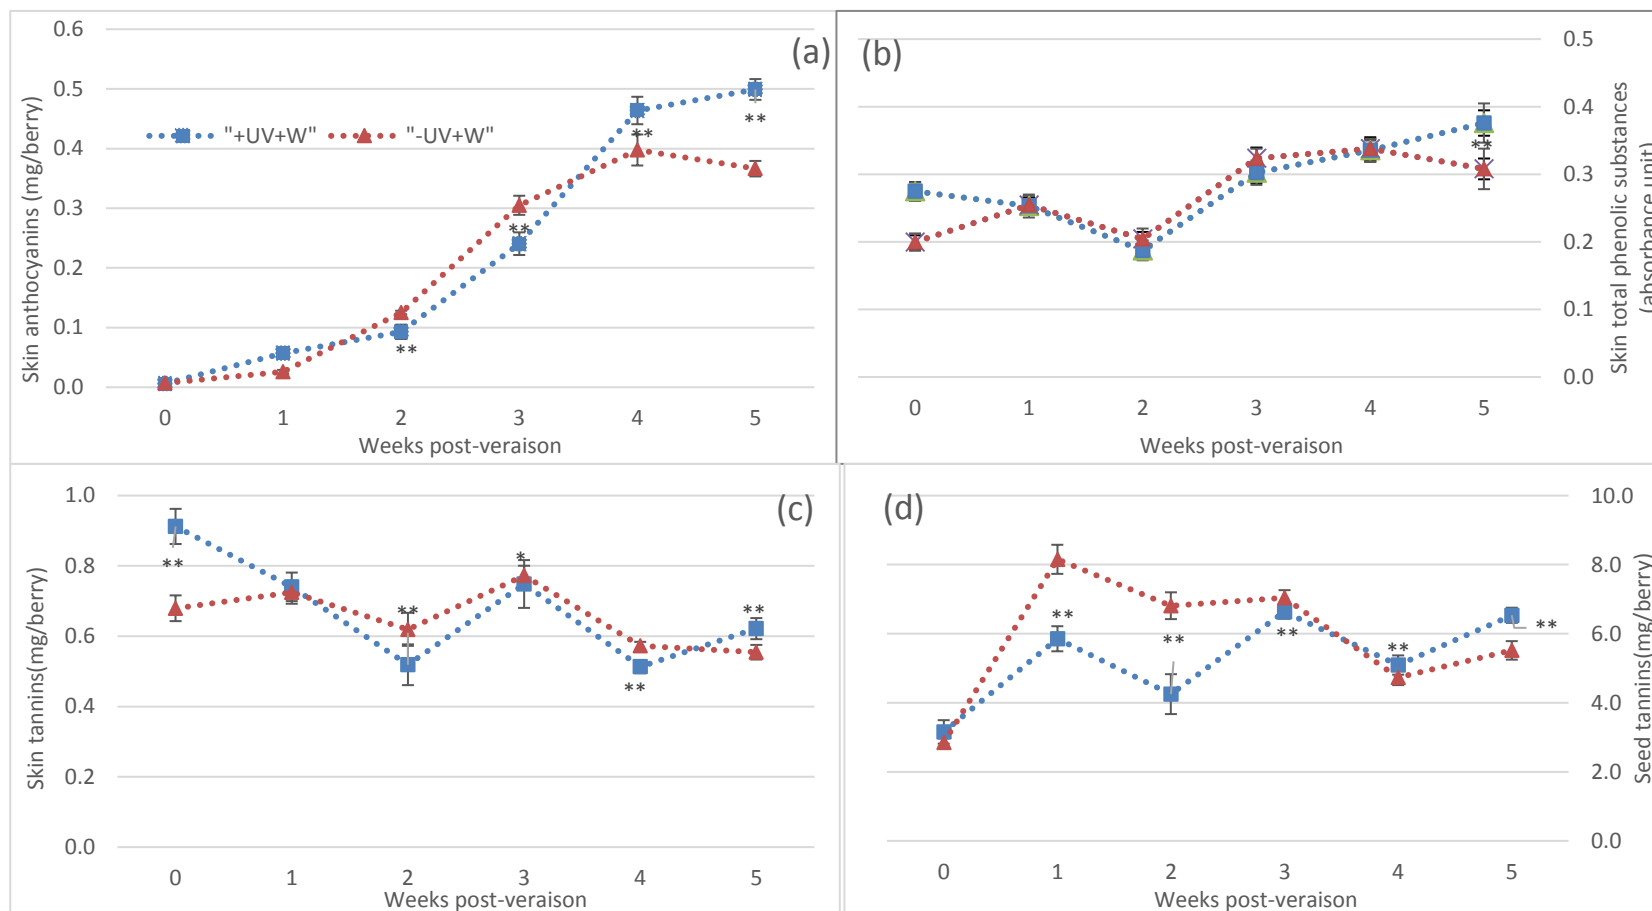 (a)
0.6
0.5
0.4
0.3
0.2
0.1
0.0
Skin anthocyanins (mg/berry)
"+UV+W" "-UV+W"
**
**
**
**
0 1 2 3 4 5
Weeks post-veraison
(b)
0.5
0.4
0.3
0.2
0.1
0.0
Skin total phenolic substances
(absorbance unit)
**
0 1 2 3 4 5
Weeks post-veraison
(c)
1.0
0.8
0.6
0.4
0.2
0.0
Skin tannins(mg/berry)
**
**
*
**
**
0 1 2 3 4 5
Weeks post-veraison
(d)
10.0
8.0
6.0
4.0
2.0
0.0
Seed tannins(mg/berry)
**
**
**
**
**
0 1 2 3 4 5
Weeks post-veraison